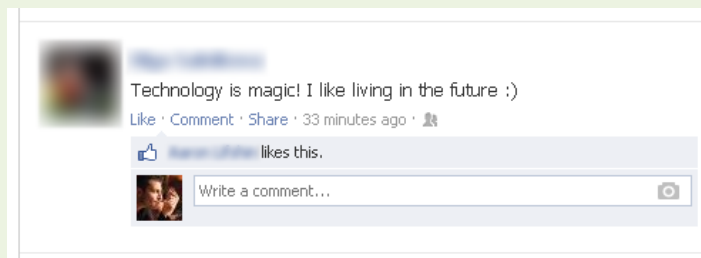 Technology is magic! I like living in the future :)
Like · Comment · Share · 33 minutes ago ·
likes this.
Write a comment...